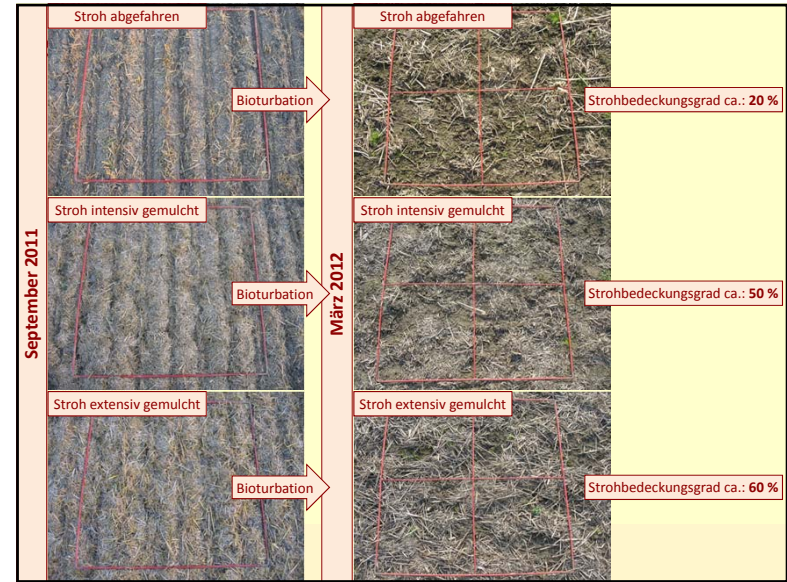 September 2011
Stroh abgefahren
Bioturbation
März 2012
Stroh abgefahren
Strohbedeckungsgrad ca.: 20 %
Stroh intensiv gemulcht
Bioturbation
Stroh intensiv gemulcht
Strohbedeckungsgrad ca.: 50 %
Stroh extensiv gemulcht
Bioturbation
Stroh extensiv gemulcht
Strohbedeckungsgrad ca.: 60 %